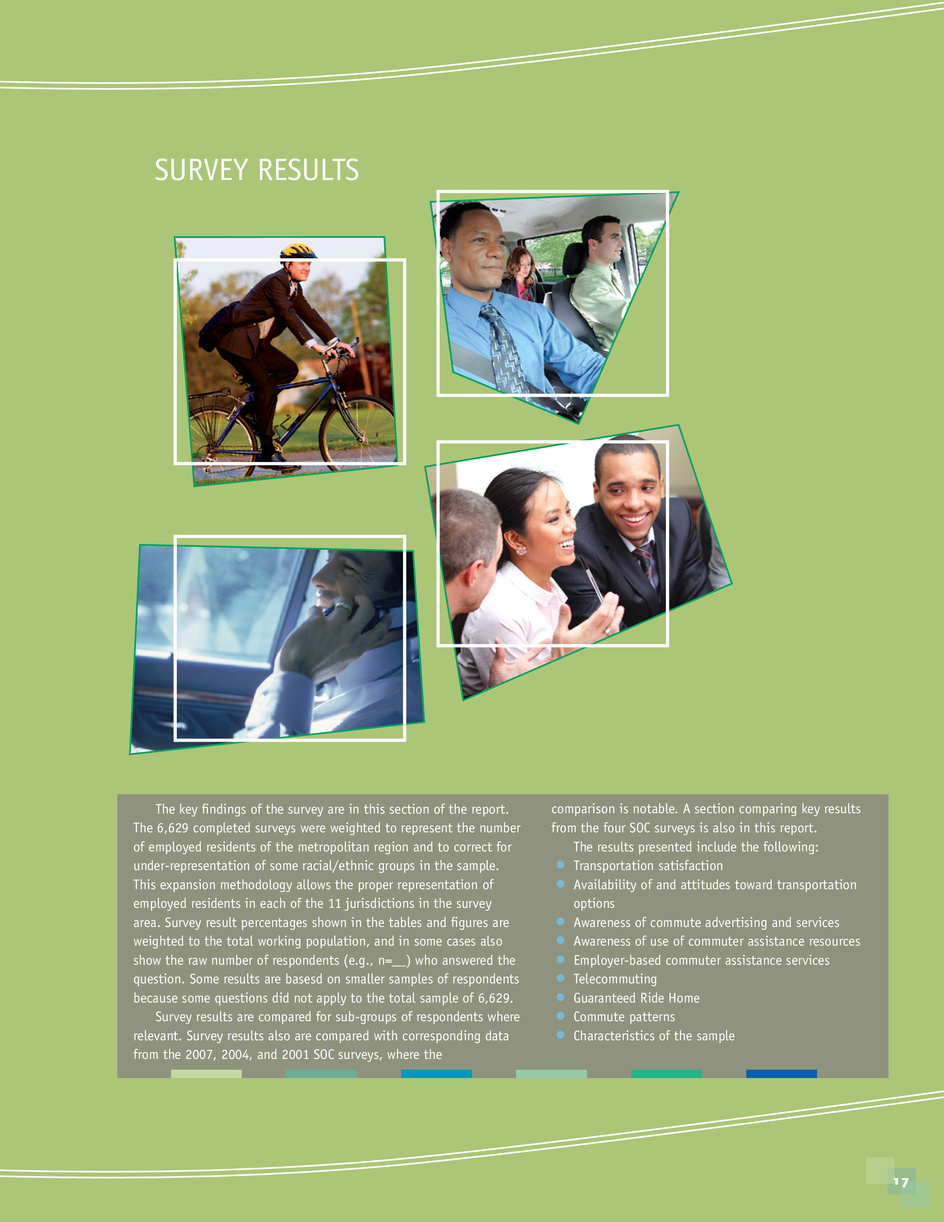 SURVEY RESULTS
The key findings of the survey are in this section of the report.
The 6,629 completed surveys were weighted to represent the number
of employed residents of the metropolitan region and to correct for
under-representation of some racial/ethnic groups in the sample.
This expansion methodology allows the proper representation of
employed residents in each of the 11 jurisdictions in the survey
area. Survey result percentages shown in the tables and figures are
weighted to the total working population, and in some cases also
show the raw number of respondents (e.g., n=__) who answered the
question. Some results are basesd on smaller samples of respondents
because some questions did not apply to the total sample of 6,629.
Survey results are compared for sub-groups of respondents where
relevant. Survey results also are compared with corresponding data
from the 2007, 2004, and 2001 SOC surveys, where the
comparison is notable. A section comparing key results
from the four SOC surveys is also in this report.
The results presented include the following:
● Transportation satisfaction
● Availability of and attitudes toward transportation
options
● Awareness of commute advertising and services
● Awareness of use of commuter assistance resources
● Employer-based commuter assistance services
● Telecommuting
● Guaranteed Ride Home
● Commute patterns
● Characteristics of the sample
17